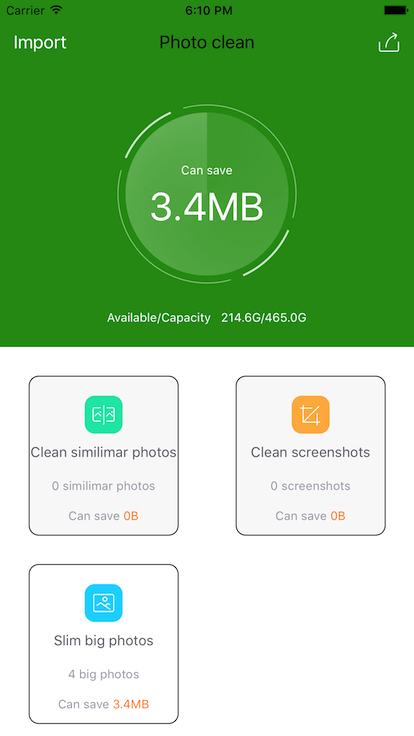 Carrier 6:10 PM
Import Photo clean
Can save
3.4MB
Available/Capacity 214.6G/465.0G
Clean similimar photos
0 similimar photos
Can save 0B
Clean screenshots
0 screenshots
Can save 0B
Slim big photos
4 big photos
Can save 3.4MB